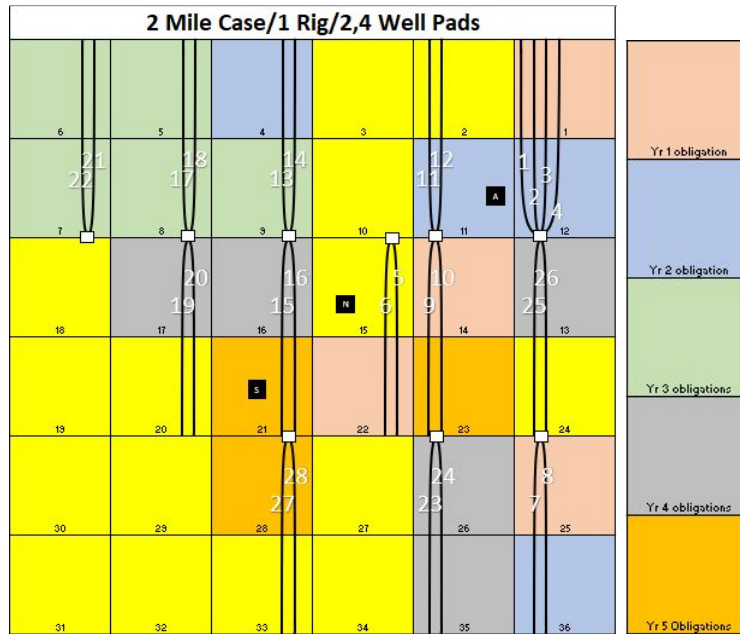 2 Mile Case/1 Rig/2,4 Well Pads
6 5 4 3 2 1
Yr 1 obligation
21 18 14 12 1 3
22 17 13 11 2 4
A
7 8 9 10 11 12
Yr 2 obligation
20 16 5 10 26
19 15 N 6 9 25
18 17 16 15 14 13
Yr 3 obligations
S
19 20 21 22 23 24
28 24 8
27 23 7
Yr 4 obligations
30 29 28 27 26 25
31 32 33 34 35 36
Yr 5 Obligations